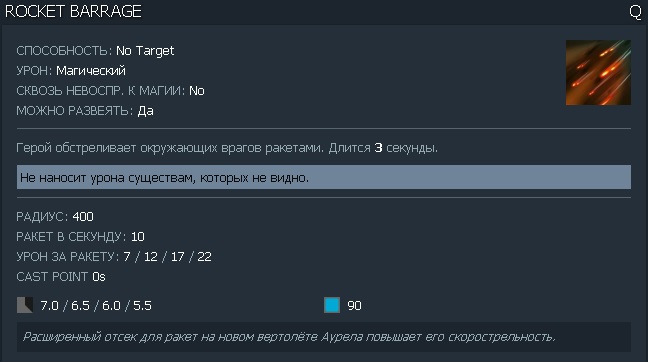 ROCKET BARRAGE Q
СПОСОБНОСТЬ: No Target
УРОН: Магический
СКВОЗЬ НЕВОСПР. К МАГИИ: No
МОЖНО РАЗВЕЯТЬ: Да
Герой обстреливает окружающих врагов ракетами. Длится 3 секунды.
Не наносит урона существам, которых не видно.
РАДИУС: 400
РАКЕТ В СЕКУНДУ: 10
УРОН ЗА РАКЕТУ: 7 / 12 / 17 / 22
CAST POINT 0s
7.0 / 6.5 / 6.0 / 5.5 90
Расширенный отсек для ракет на новом вертолёте Аурела повышает его скорострельность.